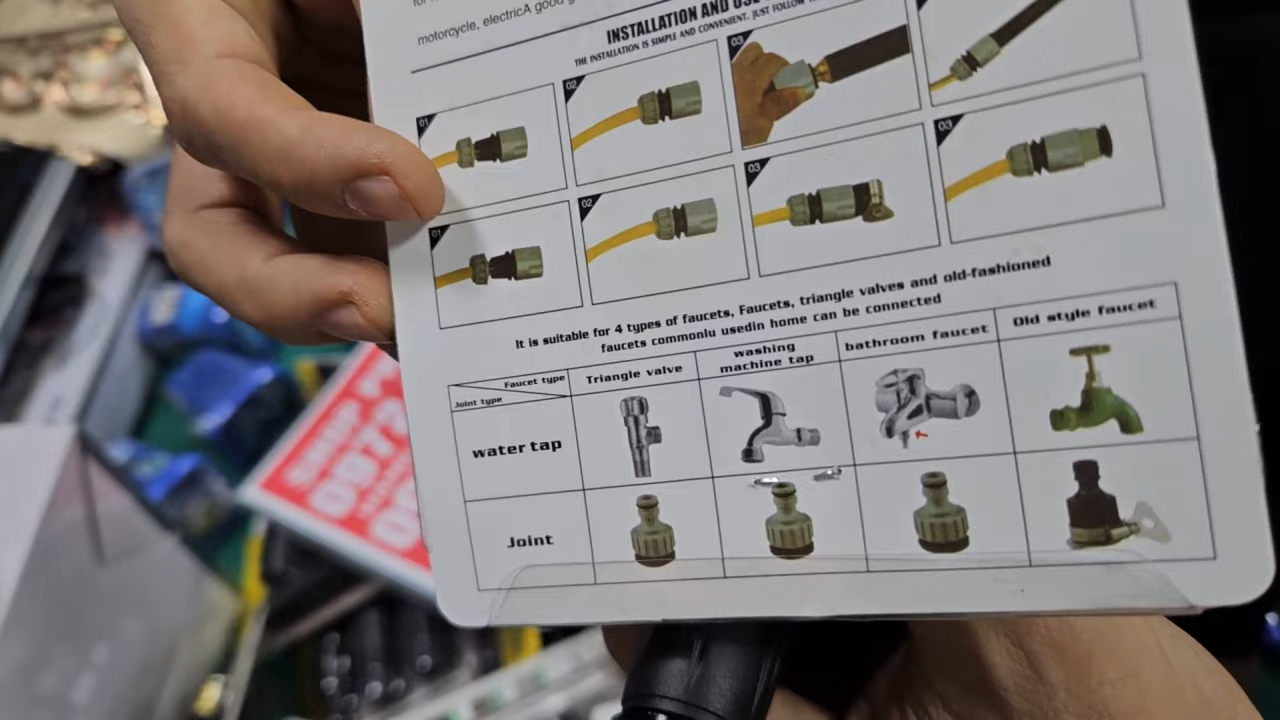 motorcycle, electricA good
INSTALLATION AND USE
THE INSTALLATION IS SIMPLE AND CONVENIENT. JUST FOLLOW
01
02
03
01
02
03
03
It is suitable for 4 types of faucets, Faucets, triangle valves and old-fashioned
faucets commonlu usedin home can be connected
Faucet type
Joint type
Triangle valve
washing
machine tap
bathroom faucet
Old style faucet
water tap
Joint
SHOP
0973